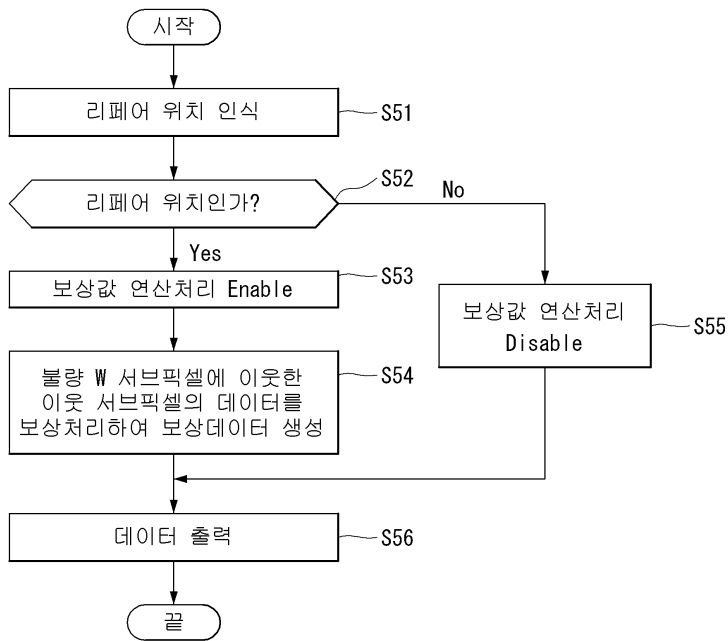 시작
리페어 위치 인식
S51
리페어 위치인가?
S52
No
Yes
보상값 연산처리 Enable
S53
보상값 연산처리
Disable
S55
불량 W 서브픽셀에 이웃한
이웃 서브픽셀의 데이터를
보상처리하여 보상데이터 생성
S54
데이터 출력
S56
끝